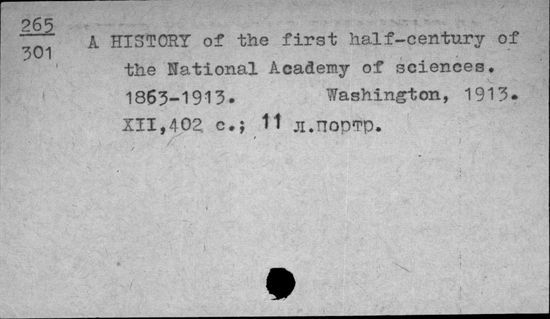 265
301
A HISTORY of the first half-century of
the National Academy of sciences.
1863-1913. Washington, 1913.
XII,402 с.; 11 л.портр.